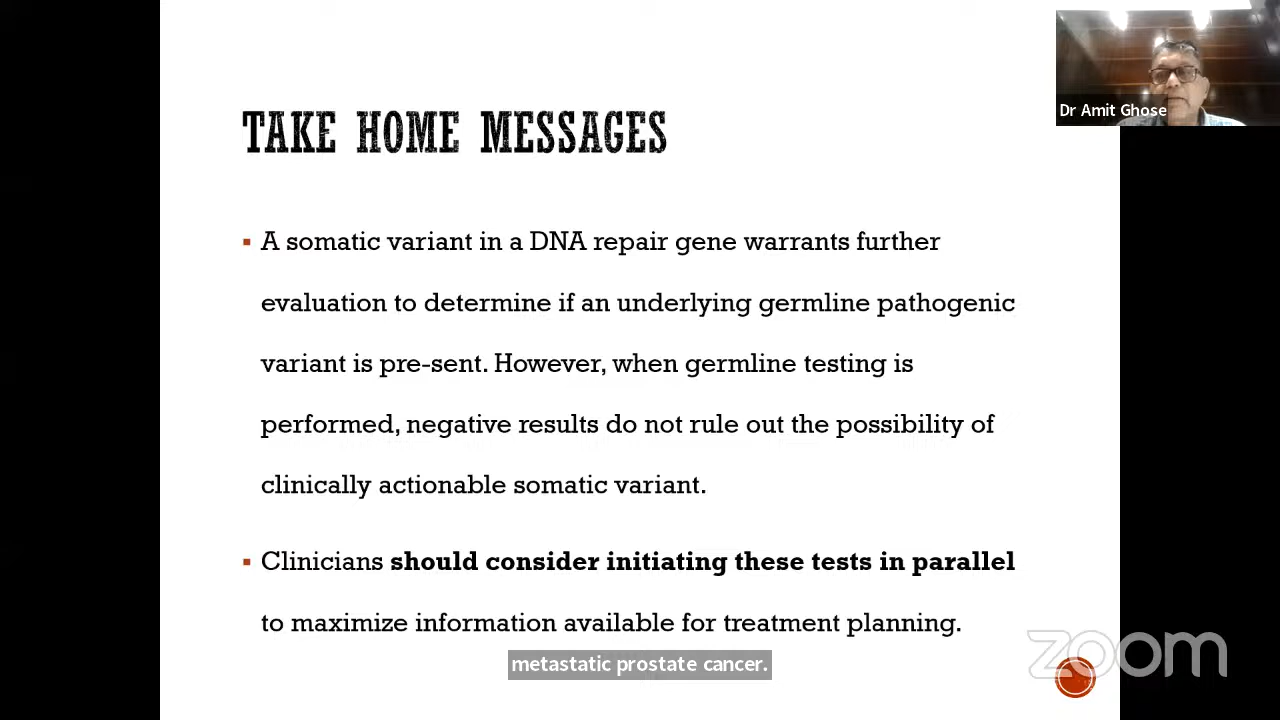 Dr Amit Ghose
TAKE HOME MESSAGES
▪ A somatic variant in a DNA repair gene warrants further
evaluation to determine if an underlying germline pathogenic
variant is pre-sent. However, when germline testing is
performed, negative results do not rule out the possibility of
clinically actionable somatic variant.
▪ Clinicians should consider initiating these tests in parallel
to maximize information available for treatment planning.
metastatic prostate cancer.
zoom